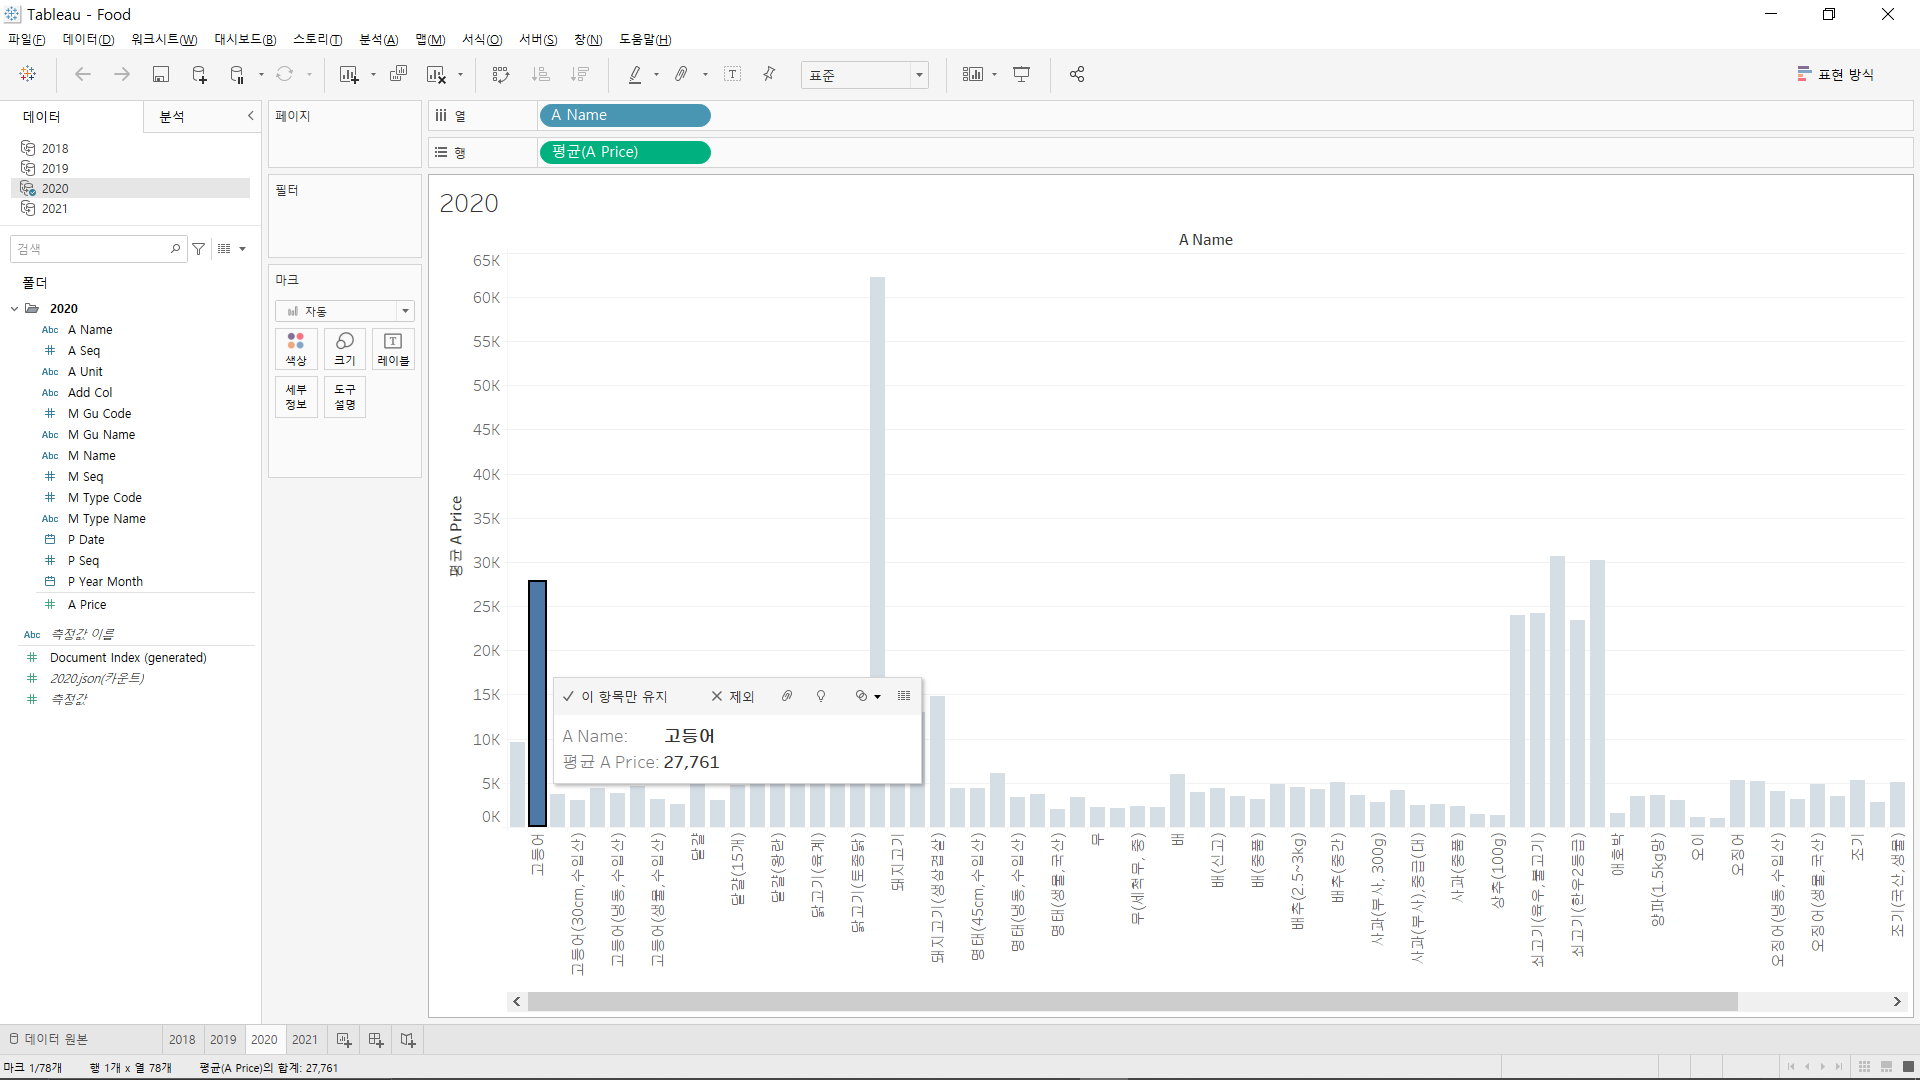 Tableau - Food
파일(F) 데이터(D) 워크시트(W) 대시보드(B) 스토리(T) 분석(A) 맵(M) 서식(O) 서버(S) 창(N) 도움말(H)
표준
표현 방식
데이터
분석
2018
2019
2020
2021
검색
폴더
2020
Abc A Name
# A Seq
Abc A Unit
Abc Add Col
# M Gu Code
Abc M Gu Name
Abc M Name
# M Seq
# M Type Code
Abc M Type Name
P Date
# P Seq
P Year Month
# A Price
Abc 측정값 이름
# Document Index (generated)
# 2020.json(카운트)
# 측정값
페이지
필터
마크
자동
색상
크기
레이블
세부 정보
도구 설명
열
A Name
행
평균(A Price)
2020
A Name
평균 A Price
65K
60K
55K
50K
45K
40K
35K
30K
25K
20K
15K
10K
5K
0K
이 항목만 유지
제외
A Name: 고등어
평균 A Price: 27,761
고등어
고등어(30cm,수입산)
고등어(냉동,수입산)
고등어(생물,수입산)
달걀
달걀(15개)
달걀(왕란)
닭고기(육계)
닭고기(토종닭)
돼지고기
돼지고기(생삼겹살)
명태(45cm,수입산)
명태(냉동,수입산)
명태(생물,국산)
무
무(세척무, 중)
배
배(신고)
배(중품)
배추(2.5~3kg)
배추(중간)
사과(부사, 300g)
사과(부사),중급(대)
사과(중품)
상추(100g)
쇠고기(육우,불고기)
쇠고기(한우2등급)
애호박
양파(1.5kg망)
오이
오징어
오징어(냉동,수입산)
오징어(생물,국산)
조기
조기(국산,생물)
데이터 원본
2018
2019
2020
2021
마크 1/78개
행 1개 x 열 78개
평균(A Price)의 합계: 27,761